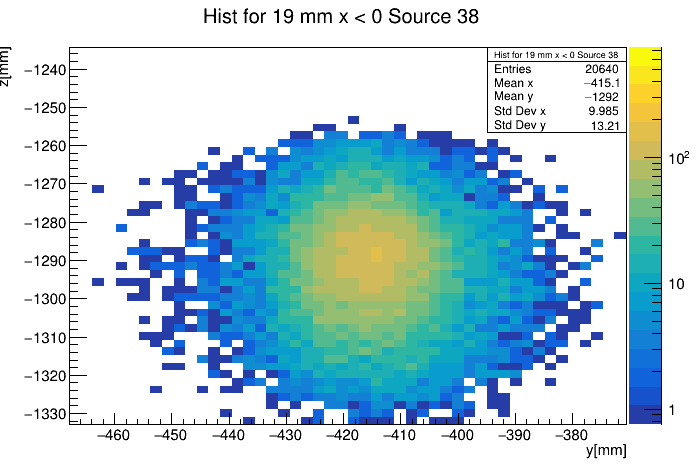 Hist for 19 mm x < 0 Source 38
z[mm]
Hist for 19 mm x < 0 Source 38
Entries 20640
Mean x −415.1
Mean y −1292
Std Dev x 9.985
Std Dev y 13.21
−1240
−1250
−1260
−1270
−1280
−1290
−1300
−1310
−1320
−1330
−460 −450 −440 −430 −420 −410 −400 −390 −380
y[mm]
10²
10
1